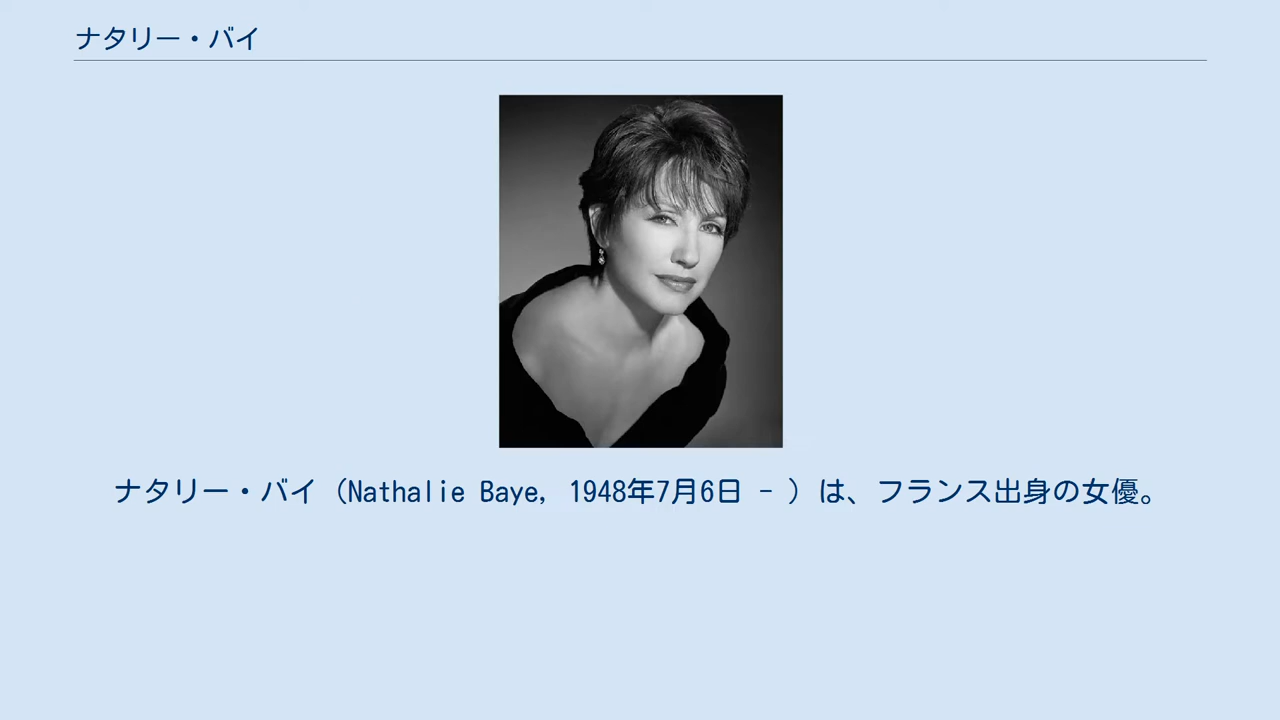 ナタリー・バイ
ナタリー・バイ（Nathalie Baye, 1948年7月6日 - ）は、フランス出身の女優。